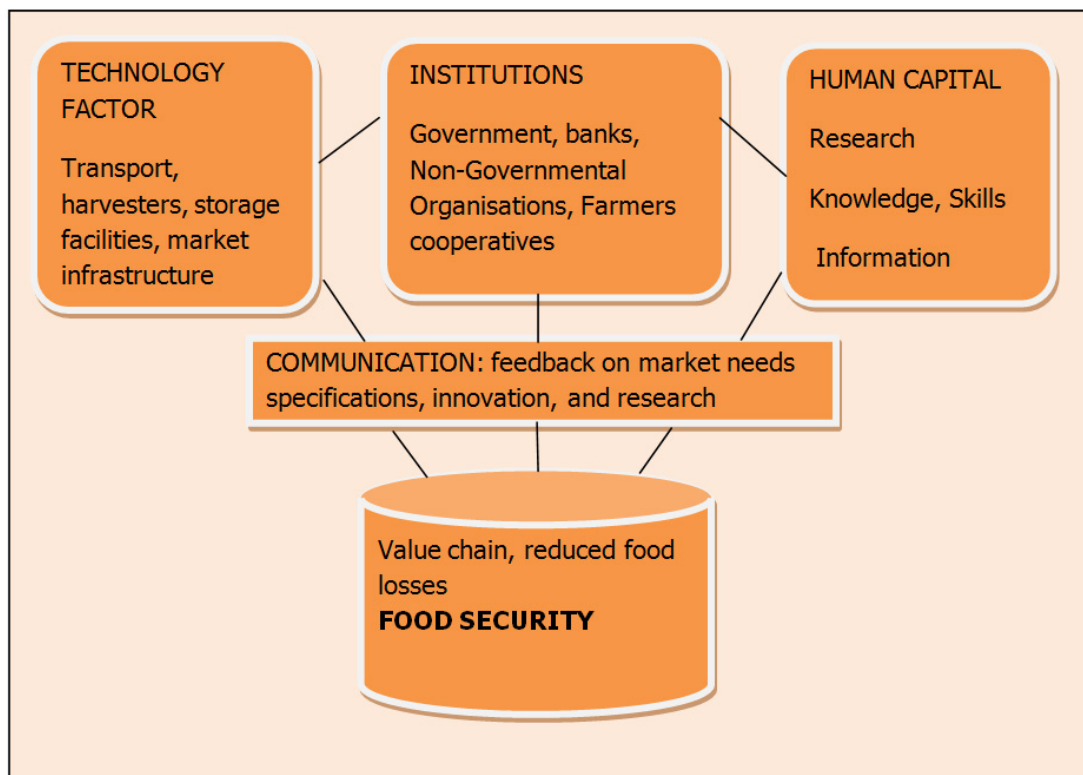 TECHNOLOGY
FACTOR
Transport,
harvesters, storage
facilities, market
infrastructure
INSTITUTIONS
Government, banks,
Non-Governmental
Organisations, Farmers
cooperatives
HUMAN CAPITAL
Research
Knowledge, Skills
Information
COMMUNICATION: feedback on market needs
specifications, innovation, and research
Value chain, reduced food
losses
FOOD SECURITY